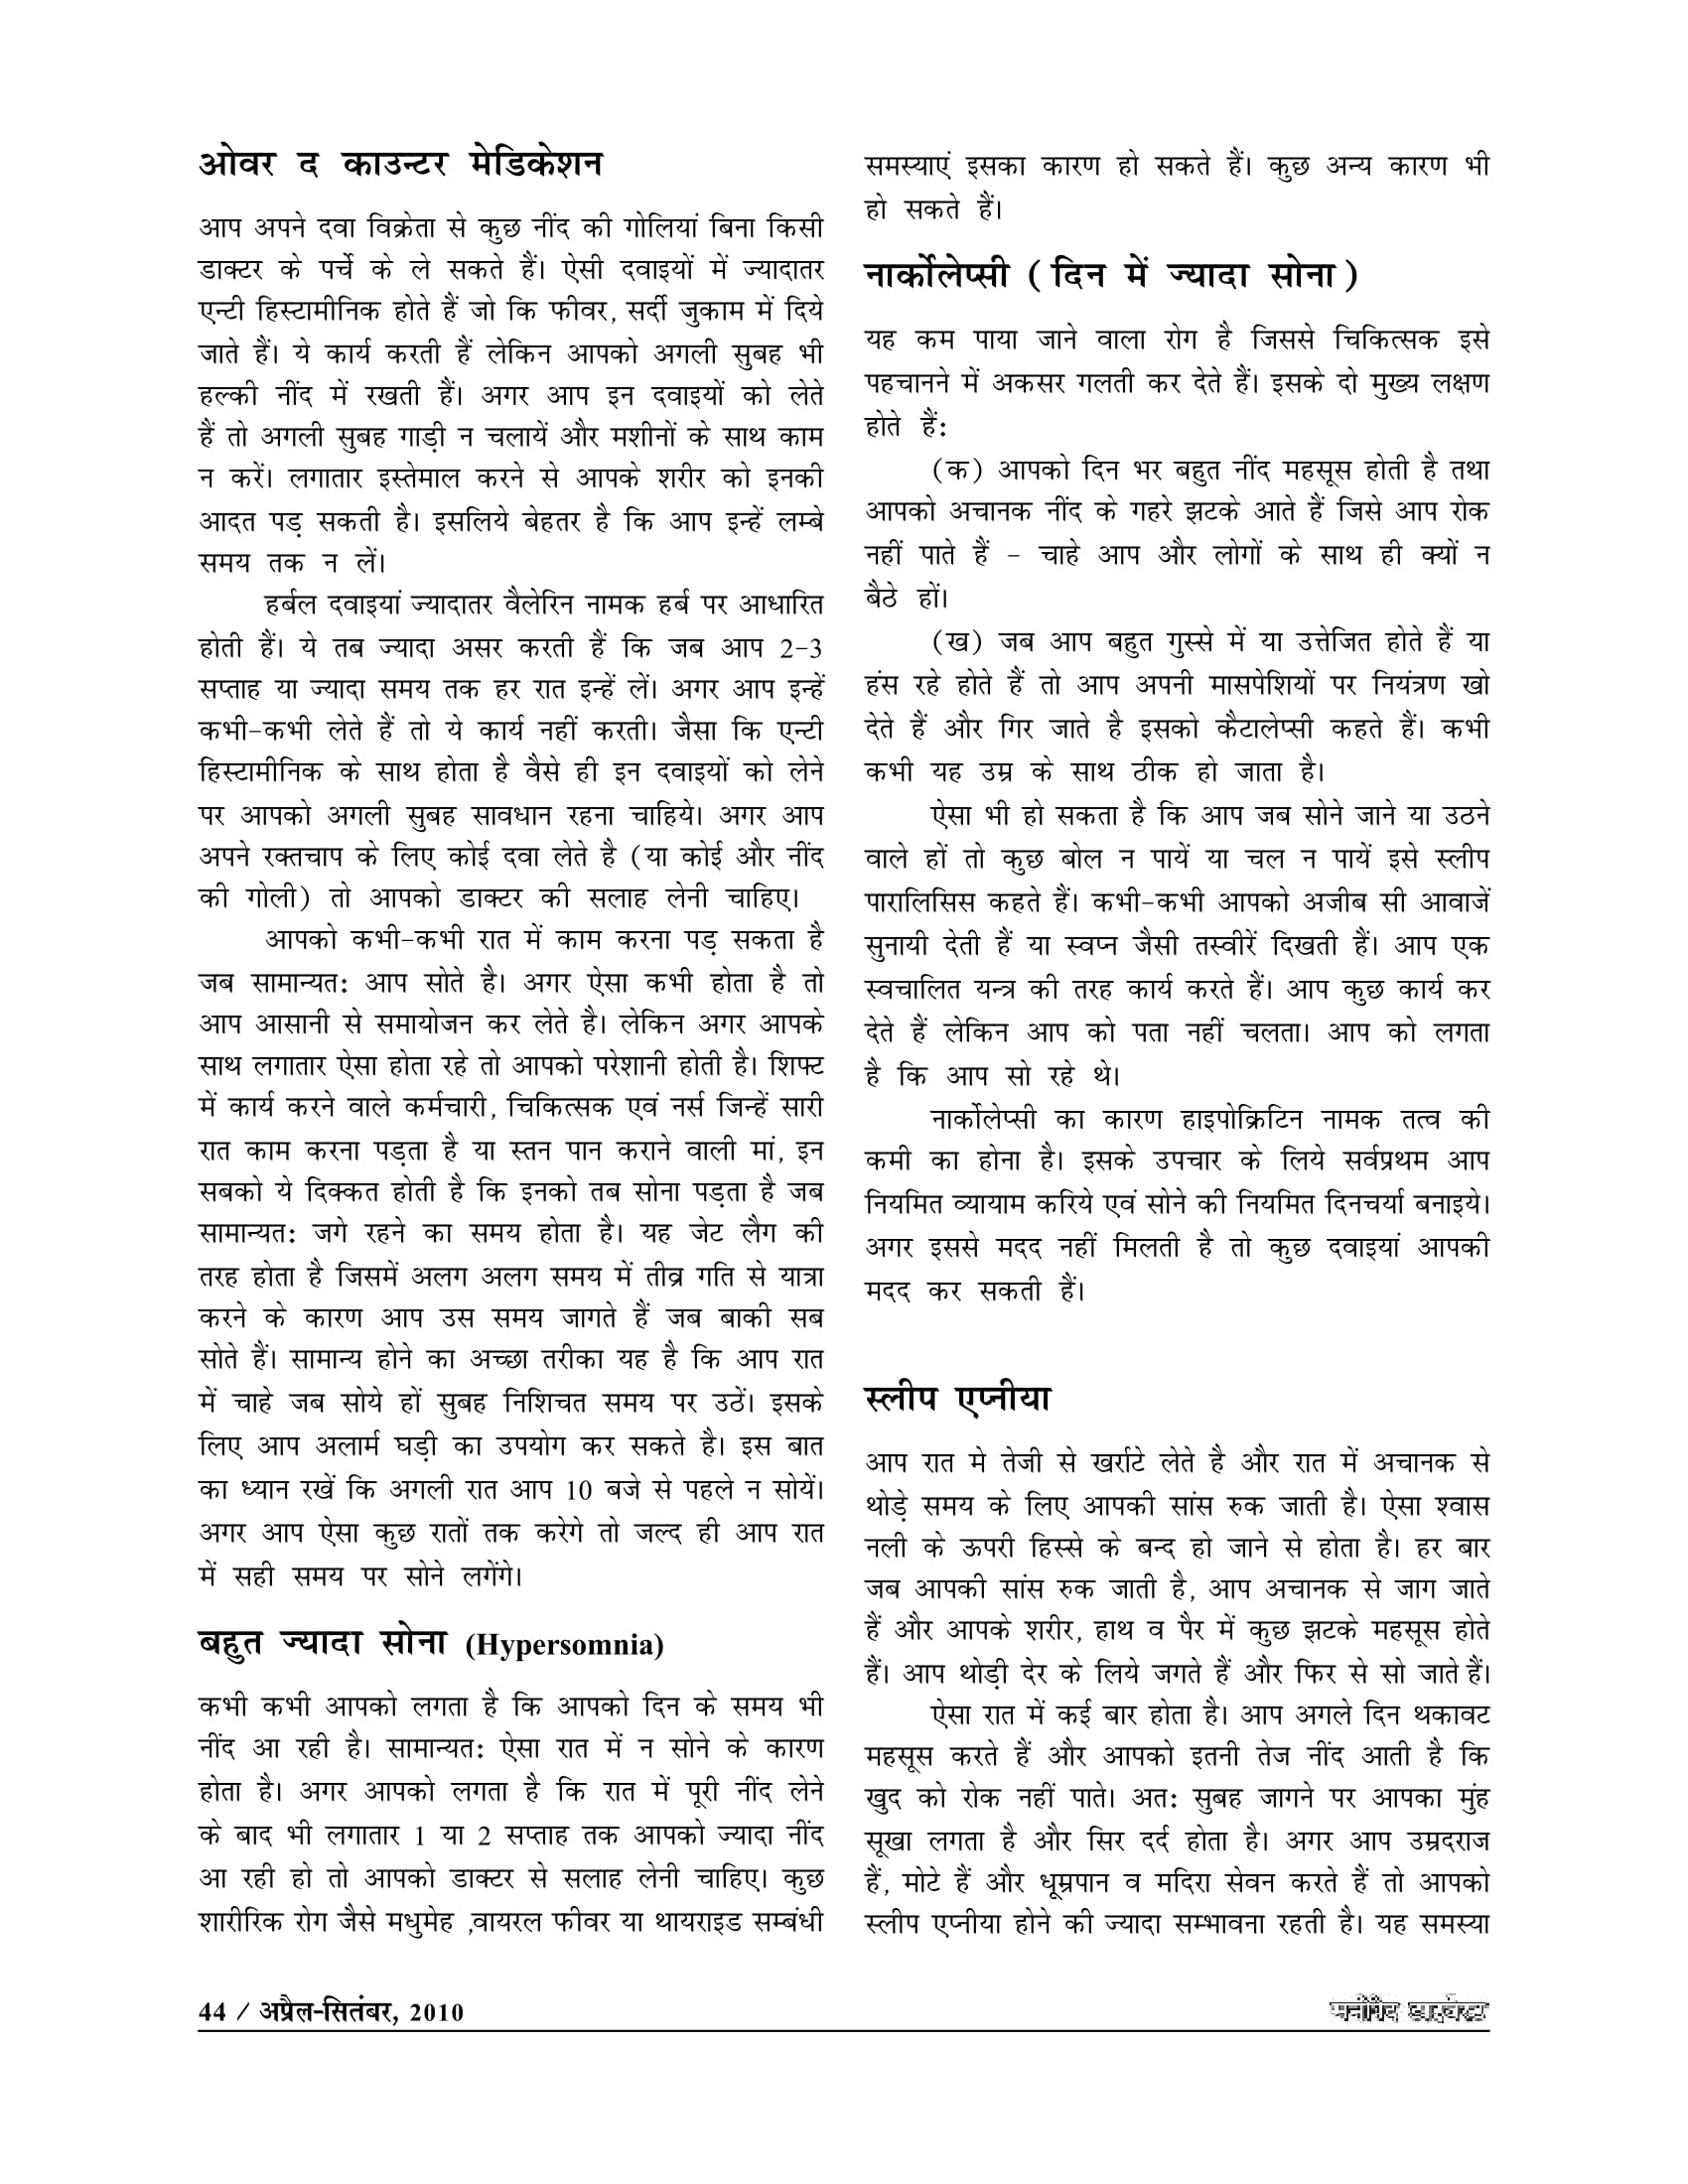 ओवर द काउन्टर मेडिकेशन
आप अपने दवा विक्रेता से कुछ नींद की गोलियां बिना किसी
डाक्टर के पर्चे के ले सकते हैं। ऐसी दवाइयों में ज्यादातर
एन्टी हिस्टामीनिक होते हैं जो कि फीवर, सर्दी जुकाम में दिये
जाते हैं। ये कार्य करती हैं लेकिन आपको अगली सुबह भी
हल्की नींद में रखती हैं। अगर आप इन दवाइयों को लेते
हैं तो अगली सुबह गाड़ी न चलायें और मशीनों के साथ काम
न करें। लगातार इस्तेमाल करने से आपके शरीर को इनकी
आदत पड़ सकती है। इसलिये बेहतर है कि आप इन्हें लम्बे
समय तक न लें।
हर्बल दवाइयां ज्यादातर वैलेरिन नामक हर्ब पर आधारित
होती हैं। ये तब ज्यादा असर करती हैं कि जब आप 2-3
सप्ताह या ज्यादा समय तक हर रात इन्हें लें। अगर आप इन्हें
कभी-कभी लेते हैं तो ये कार्य नहीं करती। जैसा कि एन्टी
हिस्टामीनिक के साथ होता है वैसे ही इन दवाइयों को लेने
पर आपको अगली सुबह सावधान रहना चाहिये। अगर आप
अपने रक्तचाप के लिए कोई दवा लेते है (या कोई और नींद
की गोली) तो आपको डाक्टर की सलाह लेनी चाहिए।
आपको कभी-कभी रात में काम करना पड़ सकता है
जब सामान्यत: आप सोते है। अगर ऐसा कभी होता है तो
आप आसानी से समायोजन कर लेते है। लेकिन अगर आपके
साथ लगातार ऐसा होता रहे तो आपको परेशानी होती है। शिफ्ट
में कार्य करने वाले कर्मचारी, चिकित्सक एवं नर्स जिन्हें सारी
रात काम करना पड़ता है या स्तन पान कराने वाली मां, इन
सबको ये दिक्कत होती है कि इनको तब सोना पड़ता है जब
सामान्यत: जगे रहने का समय होता है। यह जेट लैग की
तरह होता है जिसमें अलग अलग समय में तीव्र गति से यात्रा
करने के कारण आप उस समय जागते हैं जब बाकी सब
सोते हैं। सामान्य होने का अच्छा तरीका यह है कि आप रात
में चाहे जब सोये हों सुबह निशिचत समय पर उठें। इसके
लिए आप अलार्म घड़ी का उपयोग कर सकते है। इस बात
का ध्यान रखें कि अगली रात आप 10 बजे से पहले न सोयें।
अगर आप ऐसा कुछ रातों तक करेगे तो जल्द ही आप रात
में सही समय पर सोने लगेंगे।
बहुत ज्यादा सोना (Hypersomnia)
कभी कभी आपको लगता है कि आपको दिन के समय भी
नींद आ रही है। सामान्यत: ऐसा रात में न सोने के कारण
होता है। अगर आपको लगता है कि रात में पूरी नींद लेने
के बाद भी लगातार 1 या 2 सप्ताह तक आपको ज्यादा नींद
आ रही हो तो आपको डाक्टर से सलाह लेनी चाहिए। कुछ
शारीरिक रोग जैसे मधुमेह ,वायरल फीवर या थायराइड सम्बंधी
समस्याएं इसका कारण हो सकते हैं। कुछ अन्य कारण भी
हो सकते हैं।
नार्कोलेप्सी (दिन में ज्यादा सोना)
यह कम पाया जाने वाला रोग है जिससे चिकित्सक इसे
पहचानने में अकसर गलती कर देते हैं। इसके दो मुख्य लक्षण
होते हैं:
(क) आपको दिन भर बहुत नींद महसूस होती है तथा
आपको अचानक नींद के गहरे झटके आते हैं जिसे आप रोक
नहीं पाते हैं - चाहे आप और लोगों के साथ ही क्यों न
बैठे हों।
(ख) जब आप बहुत गुस्से में या उत्तेजित होते हैं या
हंस रहे होते हैं तो आप अपनी मासपेशियों पर नियंत्रण खो
देते हैं और गिर जाते है इसको कैटालेप्सी कहते हैं। कभी
कभी यह उम्र के साथ ठीक हो जाता है।
ऐसा भी हो सकता है कि आप जब सोने जाने या उठने
वाले हों तो कुछ बोल न पायें या चल न पायें इसे स्लीप
पारालिसिस कहते हैं। कभी-कभी आपको अजीब सी आवाजें
सुनायी देती हैं या स्वप्न जैसी तस्वीरें दिखती हैं। आप एक
स्वचालित यन्त्र की तरह कार्य करते हैं। आप कुछ कार्य कर
देते हैं लेकिन आप को पता नहीं चलता। आप को लगता
है कि आप सो रहे थे।
नार्कोलेप्सी का कारण हाइपोक्रिटिन नामक तत्व की
कमी का होना है। इसके उपचार के लिये सर्वप्रथम आप
नियमित व्यायाम करिये एवं सोने की नियमित दिनचर्या बनाइये।
अगर इससे मदद नहीं मिलती है तो कुछ दवाइयां आपकी
मदद कर सकती हैं।
स्लीप एप्नीया
आप रात मे तेजी से खर्राटे लेते है और रात में अचानक से
थोड़े समय के लिए आपकी सांस रुक जाती है। ऐसा श्वास
नली के ऊपरी हिस्से के बन्द हो जाने से होता है। हर बार
जब आपकी सांस रुक जाती है, आप अचानक से जाग जाते
हैं और आपके शरीर, हाथ व पैर में कुछ झटके महसूस होते
हैं। आप थोड़ी देर के लिये जगते हैं और फिर से सो जाते हैं।
ऐसा रात में कई बार होता है। आप अगले दिन थकावट
महसूस करते हैं और आपको इतनी तेज नींद आती है कि
खुद को रोक नहीं पाते। अत: सुबह जागने पर आपका मुंह
सूखा लगता है और सिर दर्द होता है। अगर आप उम्रदराज
हैं, मोटे हैं और धूम्रपान व मदिरा सेवन करते हैं तो आपको
स्लीप एप्नीया होने की ज्यादा सम्भावना रहती है। यह समस्या
44 / अप्रैल-सितंबर, 2010